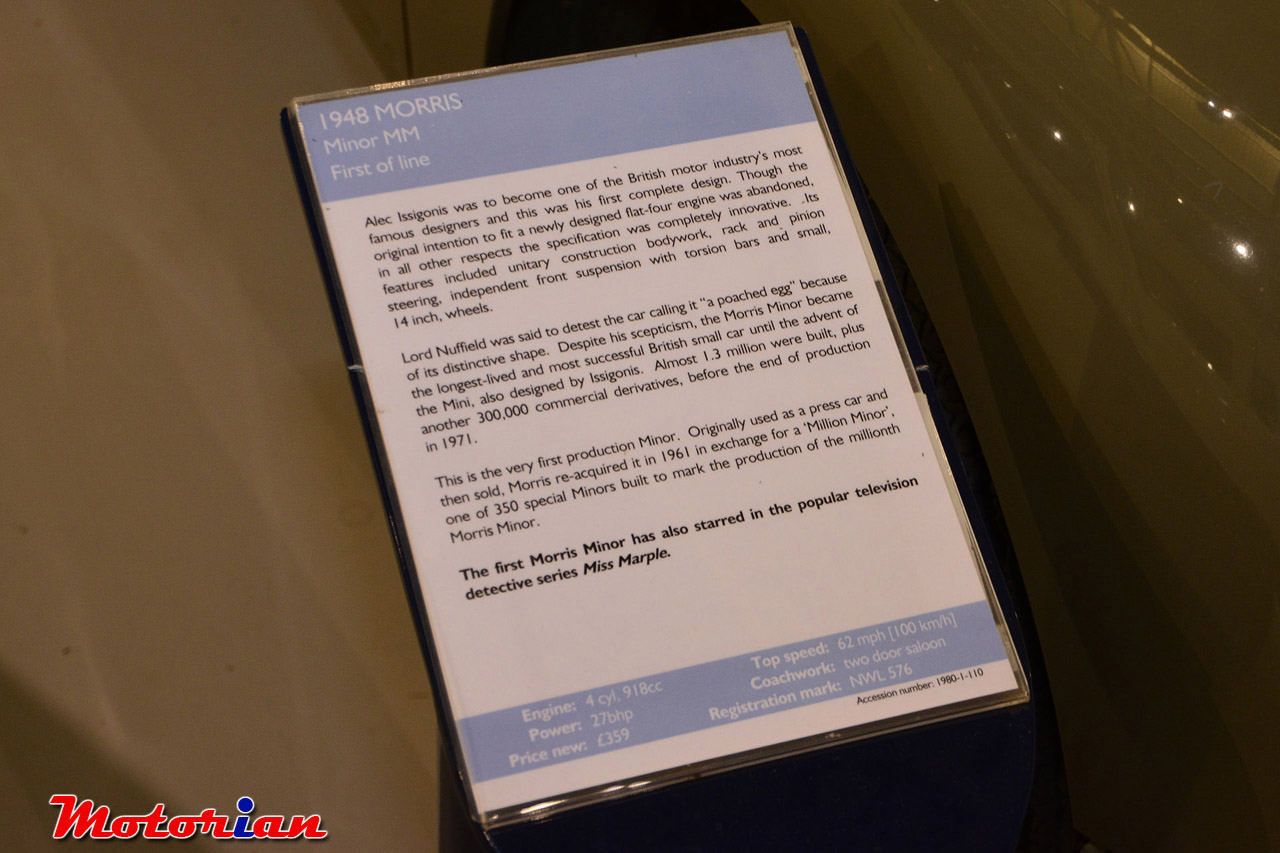 1948 MORRIS
Minor MM
First of line
Alec Issigonis was to become one of the British motor industry's most
famous designers and this was his first complete design. Though the
original intention to fit a newly designed flat-four engine was abandoned,
in all other respects the specification was completely innovative. Its
features included unitary construction bodywork, rack and pinion
steering, independent front suspension with torsion bars and small,
14 inch, wheels.
Lord Nuffield was said to detest the car calling it "a poached egg" because
of its distinctive shape. Despite his scepticism, the Morris Minor became
the longest-lived and most successful British small car until the advent of
the Mini, also designed by Issigonis. Almost 1.3 million were built, plus
another 300,000 commercial derivatives, before the end of production
in 1971.
This is the very first production Minor. Originally used as a press car and
then sold, Morris re-acquired it in 1961 in exchange for a 'Million Minor',
one of 350 special Minors built to mark the production of the millionth
Morris Minor.
The first Morris Minor has also starred in the popular television
detective series Miss Marple.
Engine: 4 cyl, 918cc
Power: 27bhp
Price new: £359
Top speed: 62 mph [100 km/h]
Coachwork: two door saloon
Registration mark: NWL 576
Accession number: 1980-1-110
Motorian